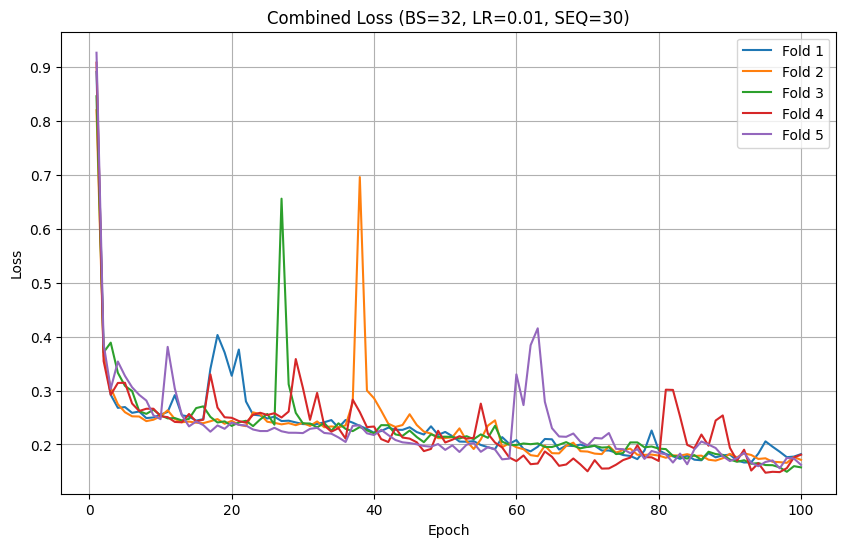 Combined Loss (BS=32, LR=0.01, SEQ=30)
Fold 1
Fold 2
Fold 3
Fold 4
Fold 5
Loss
0.9
0.8
0.7
0.6
0.5
0.4
0.3
0.2
0 20 40 60 80 100
Epoch